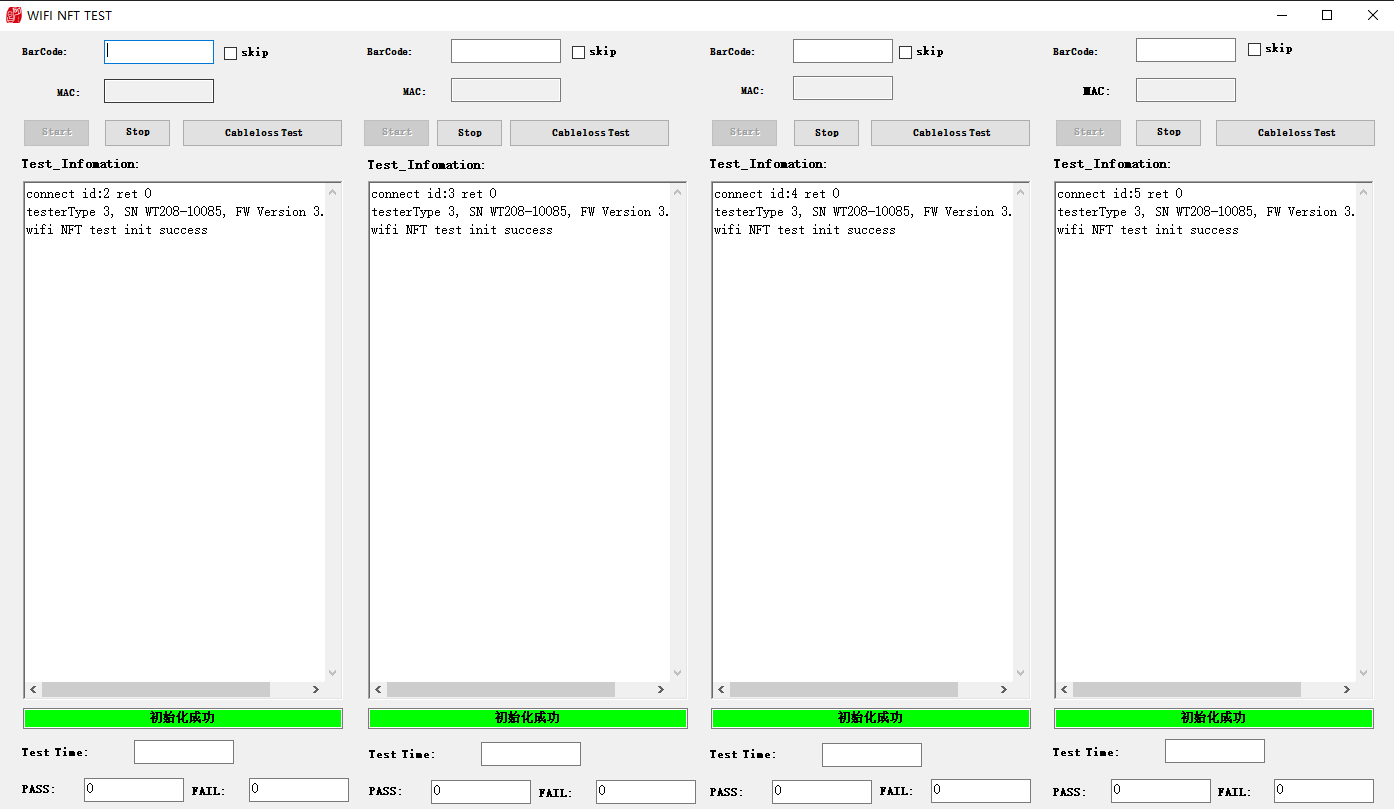 WIFI NFT TEST
BarCode: skip BarCode: skip BarCode: skip BarCode: skip
MAC: MAC: MAC: MAC:
Start Stop Cableloss Test Start Stop Cableloss Test Start Stop Cableloss Test Start Stop Cableloss Test
Test_Infomation: Test_Infomation: Test_Infomation: Test_Infomation:
connect id:2 ret 0
testerType 3, SN WT208-10085, FW Version 3.
wifi NFT test init success
connect id:3 ret 0
testerType 3, SN WT208-10085, FW Version 3.
wifi NFT test init success
connect id:4 ret 0
testerType 3, SN WT208-10085, FW Version 3.
wifi NFT test init success
connect id:5 ret 0
testerType 3, SN WT208-10085, FW Version 3.
wifi NFT test init success
初始化成功 初始化成功 初始化成功 初始化成功
Test Time: Test Time: Test Time: Test Time:
PASS: 0 FAIL: 0 PASS: 0 FAIL: 0 PASS: 0 FAIL: 0 PASS: 0 FAIL: 0